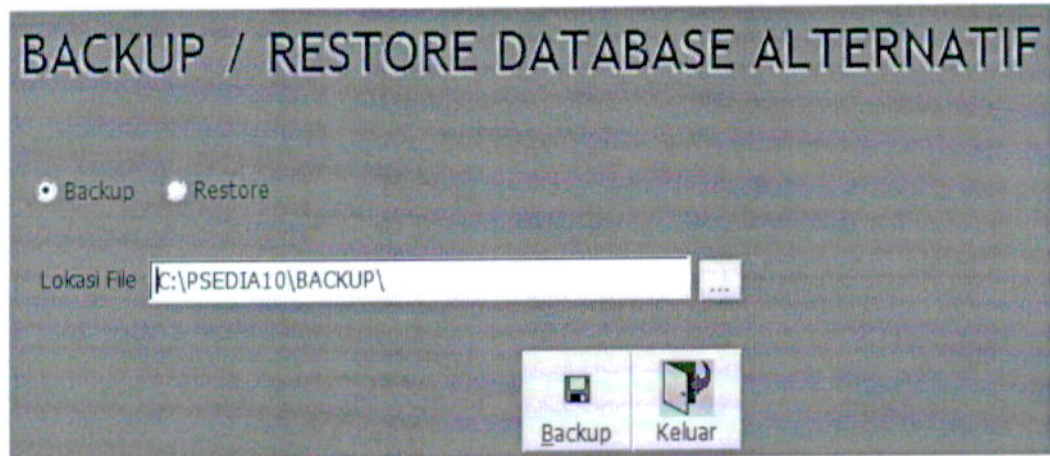 BACKUP / RESTORE DATABASE ALTERNATIF
Backup Restore
Lokasi File C:\PSEDIA10\BACKUP\ ...
Backup Keluar